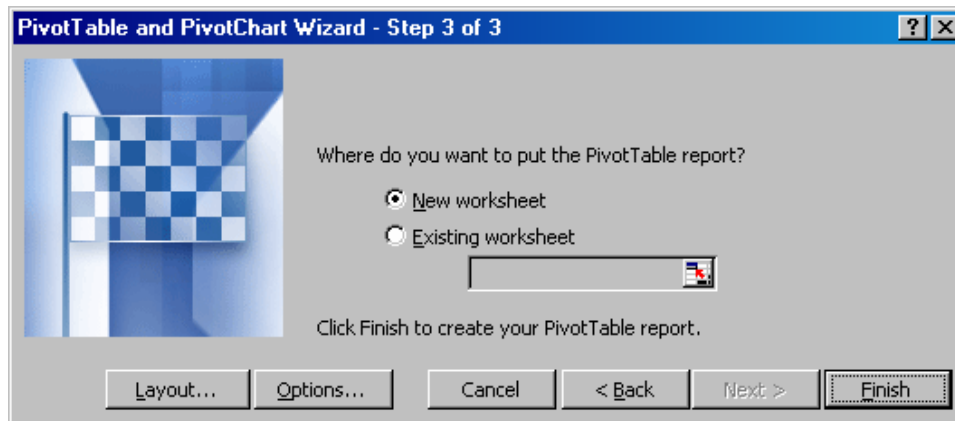 PivotTable and PivotChart Wizard - Step 3 of 3
Where do you want to put the PivotTable report?
New worksheet
Existing worksheet
Click Finish to create your PivotTable report.
Layout... Options... Cancel < Back Next > Finish